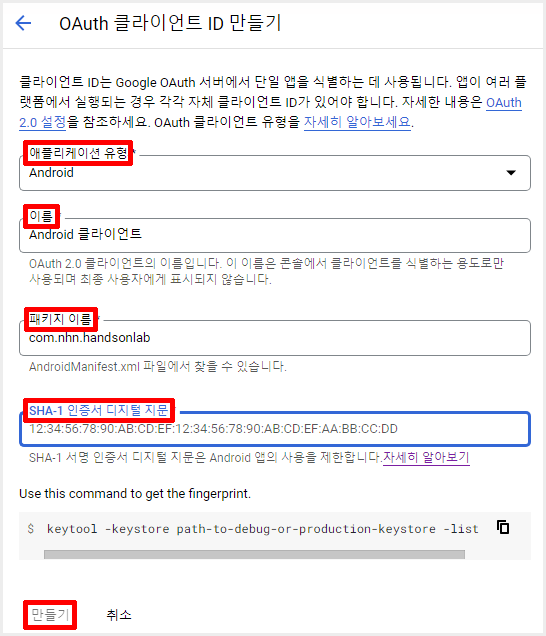 OAuth 클라이언트 ID 만들기
클라이언트 ID는 Google OAuth 서버에서 단일 앱을 식별하는 데 사용됩니다. 앱이 여러 플
랫폼에서 실행되는 경우 각각 자체 클라이언트 ID가 있어야 합니다. 자세한 내용은 OAuth
2.0 설정을 참조하세요. OAuth 클라이언트 유형을 자세히 알아보세요.
애플리케이션 유형 *
Android
이름 *
Android 클라이언트
OAuth 2.0 클라이언트의 이름입니다. 이 이름은 콘솔에서 클라이언트를 식별하는 용도로만
사용되며 최종 사용자에게 표시되지 않습니다.
패키지 이름 *
com.nhn.handsonlab
AndroidManifest.xml 파일에서 찾을 수 있습니다.
SHA-1 인증서 디지털 지문
12:34:56:78:90:AB:CD:EF:12:34:56:78:90:AB:CD:EF:AA:BB:CC:DD
SHA-1 서명 인증서 디지털 지문은 Android 앱의 사용을 제한합니다.자세히 알아보기
Use this command to get the fingerprint.
$ keytool -keystore path-to-debug-or-production-keystore -list
만들기 취소